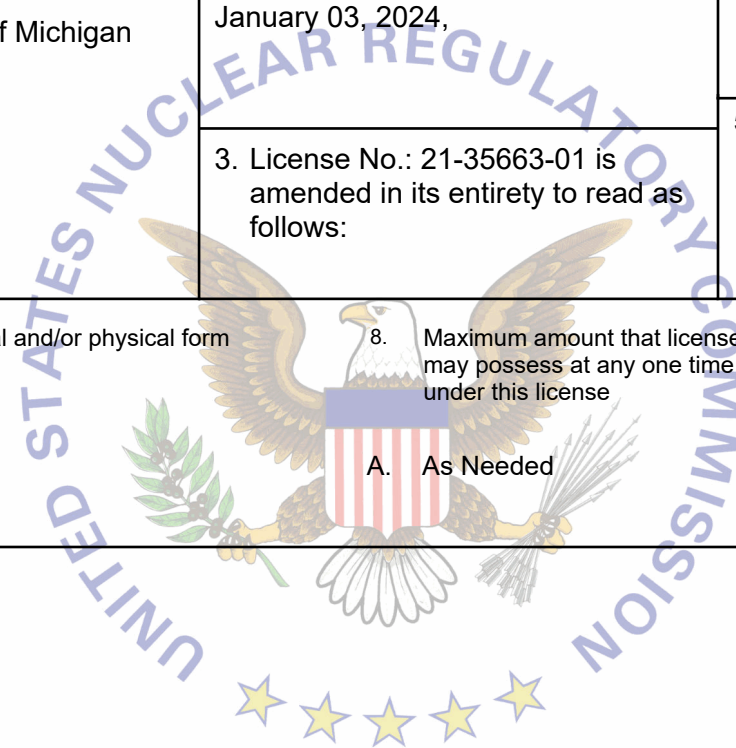 f Michigan
January 03, 2024,
3. License No.: 21-35663-01 is
amended in its entirety to read as
follows:
l and/or physical form
8. Maximum amount that license
may possess at any one time
under this license
A. As Needed
UNITED STATES NUCLEAR REGULATORY COMMISSION